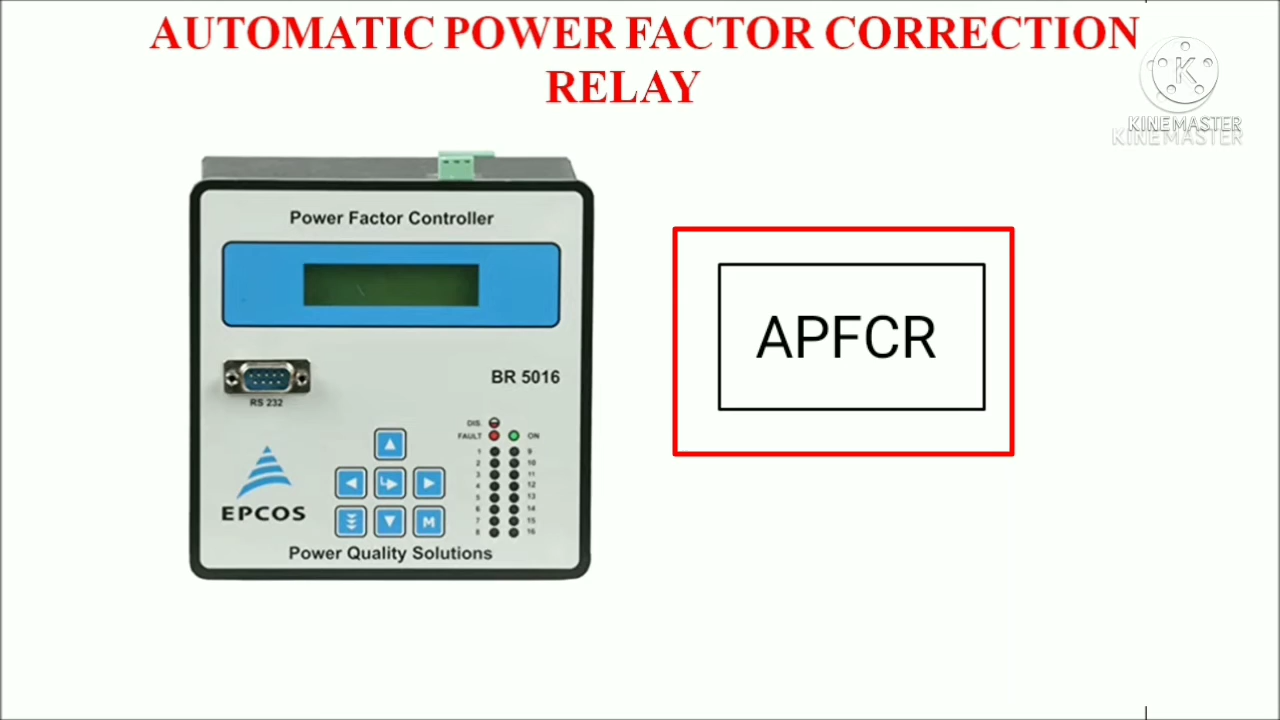 AUTOMATIC POWER FACTOR CORRECTION
RELAY
KINEMASTER
KINEMASTER
Power Factor Controller
APFCR
BR 5016
RS 232
DIS.
FAULT ON
1 9
2 10
3 11
4 12
5 13
6 14
7 15
8 16
M
EPCOS
Power Quality Solutions